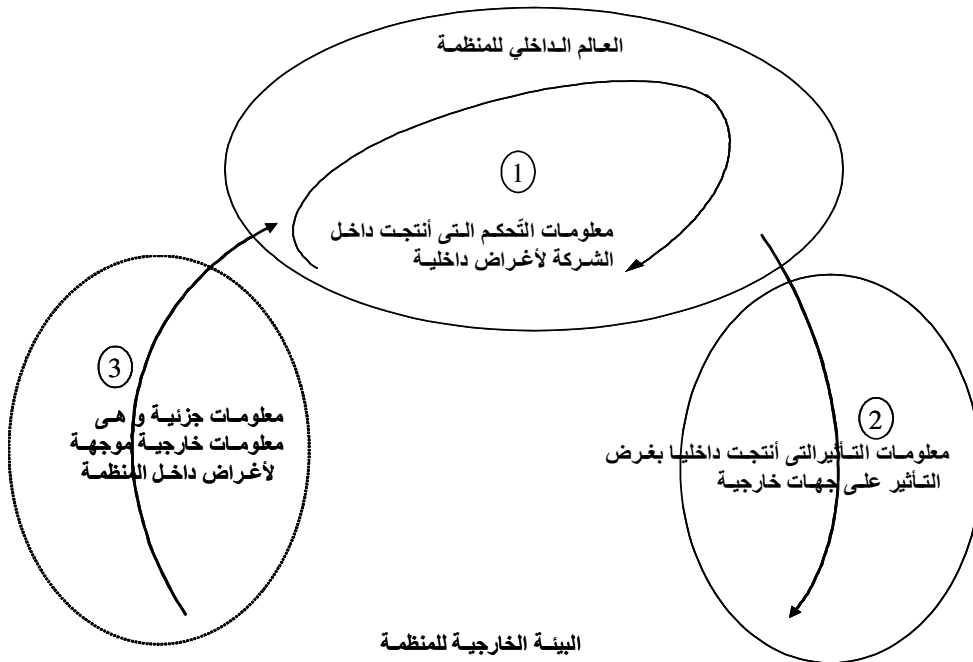 العالم الداخلي للمنظمة
1
معلومات التّحكم التى أنتجت داخل
الشركة لأغراض داخلية
3
معلومات جزئية و هى
معلومات خارجية موجهة
لأغراض داخل المنظمة
2
معلومات التأثيرالتى أنتجت داخليا بغرض
التأثير على جهات خارجية
البيئة الخارجية للمنظمة